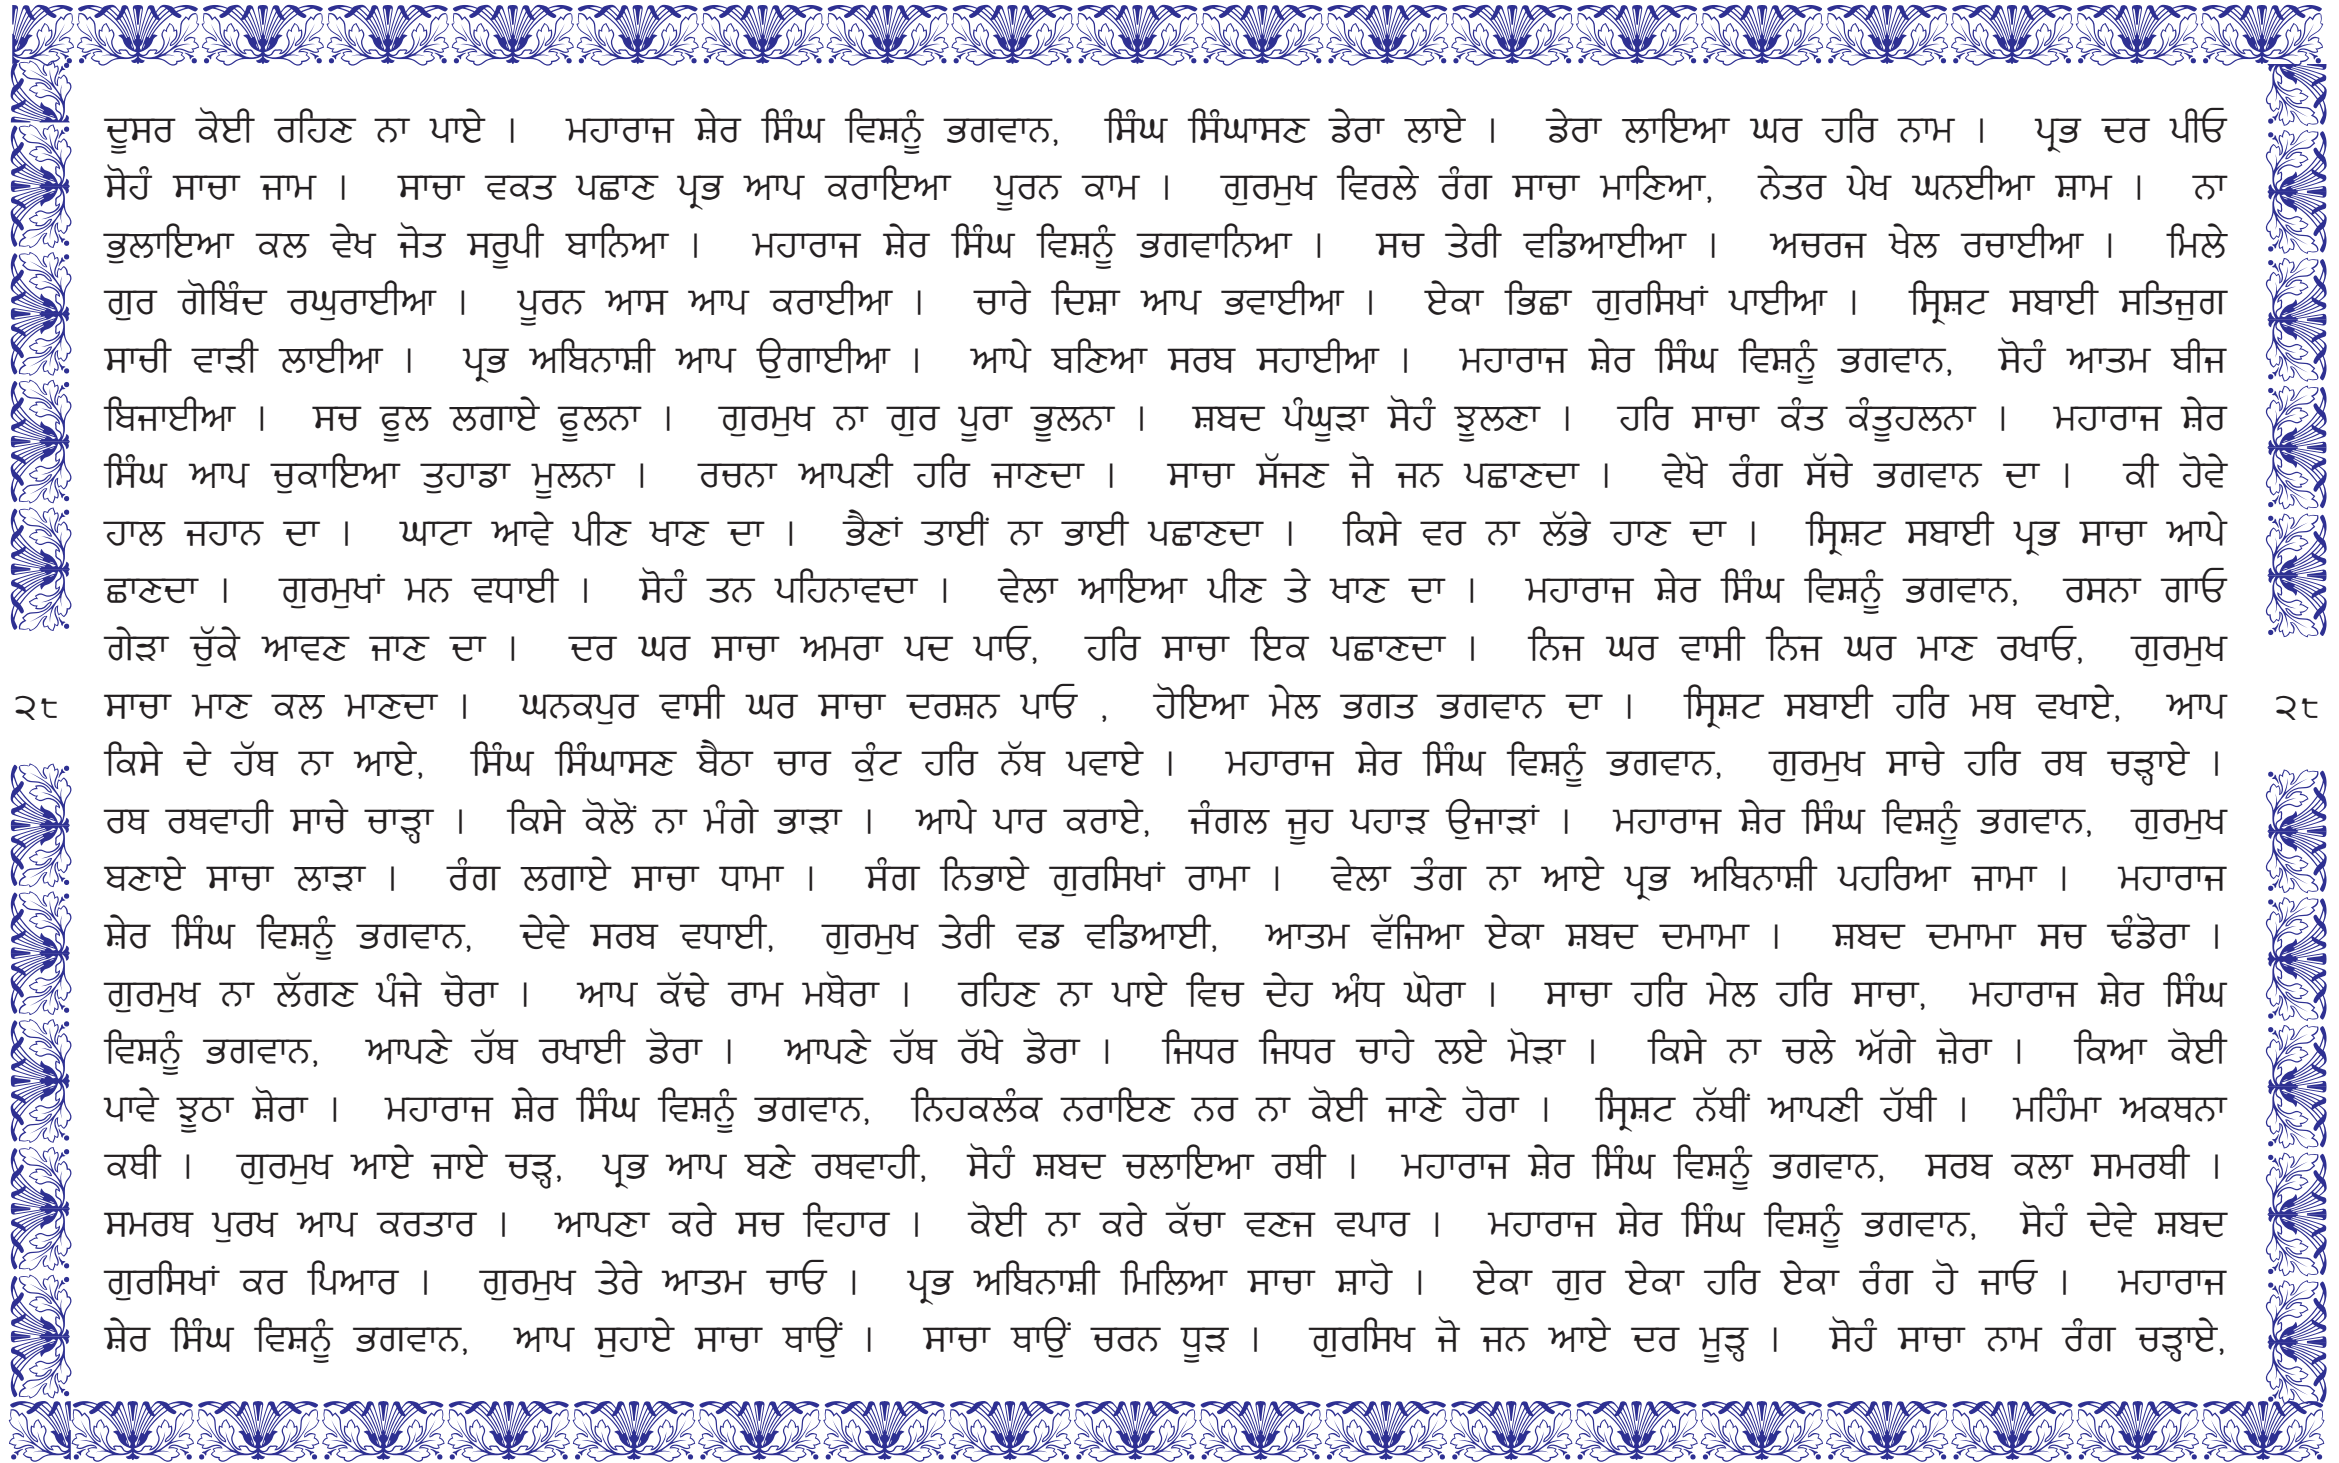 ਦੂਸਰ ਕੋਈ ਰਹਿਣ ਨਾ ਪਾਏ । ਮਹਾਰਾਜ ਸ਼ੇਰ ਸਿੰਘ ਵਿਸ਼ਨੂੰ ਭਗਵਾਨ, ਸਿੰਘ ਸਿੰਘਾਸਣ ਡੇਰਾ ਲਾਏ । ਡੇਰਾ ਲਾਇਆ ਘਰ ਹਰਿ ਨਾਮ । ਪ੍ਰਭ ਦਰ ਪੀਓ
ਸੋਹੰ ਸਾਚਾ ਜਾਮ । ਸਾਚਾ ਵਕਤ ਪਛਾਣ ਪ੍ਰਭ ਆਪ ਕਰਾਇਆ ਪੂਰਨ ਕਾਮ । ਗੁਰਮੁਖ ਵਿਰਲੇ ਰੰਗ ਸਾਚਾ ਮਾਣਿਆ, ਨੇਤਰ ਪੇਖ ਘਨਈਆ ਸ਼ਾਮ । ਨਾ
ਭੁਲਾਇਆ ਕਲ ਵੇਖ ਜੋਤ ਸਰੂਪੀ ਬਾਨਿਆ । ਮਹਾਰਾਜ ਸ਼ੇਰ ਸਿੰਘ ਵਿਸ਼ਨੂੰ ਭਗਵਾਨਿਆ । ਸਚ ਤੇਰੀ ਵਡਿਆਈਆ । ਅਚਰਜ ਖੇਲ ਰਚਾਈਆ । ਮਿਲੇ
ਗੁਰ ਗੋਬਿੰਦ ਰਘੁਰਾਈਆ । ਪੂਰਨ ਆਸ ਆਪ ਕਰਾਈਆ । ਚਾਰੇ ਦਿਸ਼ਾ ਆਪ ਭਵਾਈਆ । ਏਕਾ ਭਿਛਾ ਗੁਰਸਿਖਾਂ ਪਾਈਆ । ਸ੍ਰਿਸ਼ਟ ਸਬਾਈ ਸਤਿਜੁਗ
ਸਾਚੀ ਵਾੜੀ ਲਾਈਆ । ਪ੍ਰਭ ਅਬਿਨਾਸ਼ੀ ਆਪ ਉਗਾਈਆ । ਆਪੇ ਬਣਿਆ ਸਰਬ ਸਹਾਈਆ । ਮਹਾਰਾਜ ਸ਼ੇਰ ਸਿੰਘ ਵਿਸ਼ਨੂੰ ਭਗਵਾਨ, ਸੋਹੰ ਆਤਮ ਬੀਜ
ਬਿਜਾਈਆ । ਸਚ ਫੂਲ ਲਗਾਏ ਫੂਲਨਾ । ਗੁਰਮੁਖ ਨਾ ਗੁਰ ਪੂਰਾ ਭੂਲਨਾ । ਸ਼ਬਦ ਪੰਘੂੜਾ ਸੋਹੰ ਝੂਲਣਾ । ਹਰਿ ਸਾਚਾ ਕੰਤ ਕੰਤੂਹਲਨਾ । ਮਹਾਰਾਜ ਸ਼ੇਰ
ਸਿੰਘ ਆਪ ਚੁਕਾਇਆ ਤੁਹਾਡਾ ਮੂਲਨਾ । ਰਚਨਾ ਆਪਣੀ ਹਰਿ ਜਾਣਦਾ । ਸਾਚਾ ਸੱਜਣ ਜੋ ਜਨ ਪਛਾਣਦਾ । ਵੇਖੋ ਰੰਗ ਸੱਚੇ ਭਗਵਾਨ ਦਾ । ਕੀ ਹੋਵੇ
ਹਾਲ ਜਹਾਨ ਦਾ । ਘਾਟਾ ਆਵੇ ਪੀਣ ਖਾਣ ਦਾ । ਭੈਣਾਂ ਤਾਈਂ ਨਾ ਭਾਈ ਪਛਾਣਦਾ । ਕਿਸੇ ਵਰ ਨਾ ਲੱਭੇ ਹਾਣ ਦਾ । ਸ੍ਰਿਸ਼ਟ ਸਬਾਈ ਪ੍ਰਭ ਸਾਚਾ ਆਪੇ
ਛਾਣਦਾ । ਗੁਰਮੁਖਾਂ ਮਨ ਵਧਾਈ । ਸੋਹੰ ਤਨ ਪਹਿਨਾਵਦਾ । ਵੇਲਾ ਆਇਆ ਪੀਣ ਤੇ ਖਾਣ ਦਾ । ਮਹਾਰਾਜ ਸ਼ੇਰ ਸਿੰਘ ਵਿਸ਼ਨੂੰ ਭਗਵਾਨ, ਰਸਨਾ ਗਾਓ
ਗੇੜਾ ਚੁੱਕੇ ਆਵਣ ਜਾਣ ਦਾ । ਦਰ ਘਰ ਸਾਚਾ ਅਮਰਾ ਪਦ ਪਾਓ, ਹਰਿ ਸਾਚਾ ਇਕ ਪਛਾਣਦਾ । ਨਿਜ ਘਰ ਵਾਸੀ ਨਿਜ ਘਰ ਮਾਣ ਰਖਾਓ, ਗੁਰਮੁਖ
੨੮ ਸਾਚਾ ਮਾਣ ਕਲ ਮਾਣਦਾ । ਘਨਕਪੁਰ ਵਾਸੀ ਘਰ ਸਾਚਾ ਦਰਸ਼ਨ ਪਾਓ , ਹੋਇਆ ਮੇਲ ਭਗਤ ਭਗਵਾਨ ਦਾ । ਸ੍ਰਿਸ਼ਟ ਸਬਾਈ ਹਰਿ ਮਥ ਵਖਾਏ, ਆਪ ੨੮
ਕਿਸੇ ਦੇ ਹੱਥ ਨਾ ਆਏ, ਸਿੰਘ ਸਿੰਘਾਸਣ ਬੈਠਾ ਚਾਰ ਕੁੰਟ ਹਰਿ ਨੱਥ ਪਵਾਏ । ਮਹਾਰਾਜ ਸ਼ੇਰ ਸਿੰਘ ਵਿਸ਼ਨੂੰ ਭਗਵਾਨ, ਗੁਰਮੁਖ ਸਾਚੇ ਹਰਿ ਰਥ ਚੜ੍ਹਾਏ ।
ਰਥ ਰਥਵਾਹੀ ਸਾਚੇ ਚਾੜ੍ਹਾ । ਕਿਸੇ ਕੋਲੋਂ ਨਾ ਮੰਗੇ ਭਾੜਾ । ਆਪੇ ਪਾਰ ਕਰਾਏ, ਜੰਗਲ ਜੂਹ ਪਹਾੜ ਉਜਾੜਾਂ । ਮਹਾਰਾਜ ਸ਼ੇਰ ਸਿੰਘ ਵਿਸ਼ਨੂੰ ਭਗਵਾਨ, ਗੁਰਮੁਖ
ਬਣਾਏ ਸਾਚਾ ਲਾੜਾ । ਰੰਗ ਲਗਾਏ ਸਾਚਾ ਧਾਮਾ । ਸੰਗ ਨਿਭਾਏ ਗੁਰਸਿਖਾਂ ਰਾਮਾ । ਵੇਲਾ ਤੰਗ ਨਾ ਆਏ ਪ੍ਰਭ ਅਬਿਨਾਸ਼ੀ ਪਹਰਿਆ ਜਾਮਾ । ਮਹਾਰਾਜ
ਸ਼ੇਰ ਸਿੰਘ ਵਿਸ਼ਨੂੰ ਭਗਵਾਨ, ਦੇਵੇ ਸਰਬ ਵਧਾਈ, ਗੁਰਮੁਖ ਤੇਰੀ ਵਡ ਵਡਿਆਈ, ਆਤਮ ਵੱਜਿਆ ਏਕਾ ਸ਼ਬਦ ਦਮਾਮਾ । ਸ਼ਬਦ ਦਮਾਮਾ ਸਚ ਢੰਡੋਰਾ ।
ਗੁਰਮੁਖ ਨਾ ਲੱਗਣ ਪੰਜੇ ਚੋਰਾ । ਆਪ ਕੱਢੇ ਰਾਮ ਮਥੋਰਾ । ਰਹਿਣ ਨਾ ਪਾਏ ਵਿਚ ਦੇਹ ਅੰਧ ਘੋਰਾ । ਸਾਚਾ ਹਰਿ ਮੇਲ ਹਰਿ ਸਾਚਾ, ਮਹਾਰਾਜ ਸ਼ੇਰ ਸਿੰਘ
ਵਿਸ਼ਨੂੰ ਭਗਵਾਨ, ਆਪਣੇ ਹੱਥ ਰਖਾਈ ਡੋਰਾ । ਆਪਣੇ ਹੱਥ ਰੱਖੇ ਡੋਰਾ । ਜਿਧਰ ਜਿਧਰ ਚਾਹੇ ਲਏ ਮੋੜਾ । ਕਿਸੇ ਨਾ ਚਲੇ ਅੱਗੇ ਜ਼ੋਰਾ । ਕਿਆ ਕੋਈ
ਪਾਵੇ ਝੂਠਾ ਸ਼ੋਰਾ । ਮਹਾਰਾਜ ਸ਼ੇਰ ਸਿੰਘ ਵਿਸ਼ਨੂੰ ਭਗਵਾਨ, ਨਿਹਕਲੰਕ ਨਰਾਇਣ ਨਰ ਨਾ ਕੋਈ ਜਾਣੇ ਹੋਰਾ । ਸ੍ਰਿਸ਼ਟ ਨੱਥੀਂ ਆਪਣੀ ਹੱਥੀ । ਮਹਿੰਮਾ ਅਕਥਨਾ
ਕਥੀ । ਗੁਰਮੁਖ ਆਏ ਜਾਏ ਚੜ੍ਹ, ਪ੍ਰਭ ਆਪ ਬਣੇ ਰਥਵਾਹੀ, ਸੋਹੰ ਸ਼ਬਦ ਚਲਾਇਆ ਰਥੀ । ਮਹਾਰਾਜ ਸ਼ੇਰ ਸਿੰਘ ਵਿਸ਼ਨੂੰ ਭਗਵਾਨ, ਸਰਬ ਕਲਾ ਸਮਰਥੀ ।
ਸਮਰਥ ਪੁਰਖ ਆਪ ਕਰਤਾਰ । ਆਪਣਾ ਕਰੇ ਸਚ ਵਿਹਾਰ । ਕੋਈ ਨਾ ਕਰੇ ਕੱਚਾ ਵਣਜ ਵਪਾਰ । ਮਹਾਰਾਜ ਸ਼ੇਰ ਸਿੰਘ ਵਿਸ਼ਨੂੰ ਭਗਵਾਨ, ਸੋਹੰ ਦੇਵੇ ਸ਼ਬਦ
ਗੁਰਸਿਖਾਂ ਕਰ ਪਿਆਰ । ਗੁਰਮੁਖ ਤੇਰੇ ਆਤਮ ਚਾਓ । ਪ੍ਰਭ ਅਬਿਨਾਸ਼ੀ ਮਿਲਿਆ ਸਾਚਾ ਸ਼ਾਹੋ । ਏਕਾ ਗੁਰ ਏਕਾ ਹਰਿ ਏਕਾ ਰੰਗ ਹੋ ਜਾਓ । ਮਹਾਰਾਜ
ਸ਼ੇਰ ਸਿੰਘ ਵਿਸ਼ਨੂੰ ਭਗਵਾਨ, ਆਪ ਸੁਹਾਏ ਸਾਚਾ ਥਾਉਂ । ਸਾਚਾ ਥਾਉਂ ਚਰਨ ਧੂੜ । ਗੁਰਸਿਖ ਜੋ ਜਨ ਆਏ ਦਰ ਮੂੜ੍ਹ । ਸੋਹੰ ਸਾਚਾ ਨਾਮ ਰੰਗ ਚੜ੍ਹਾਏ,